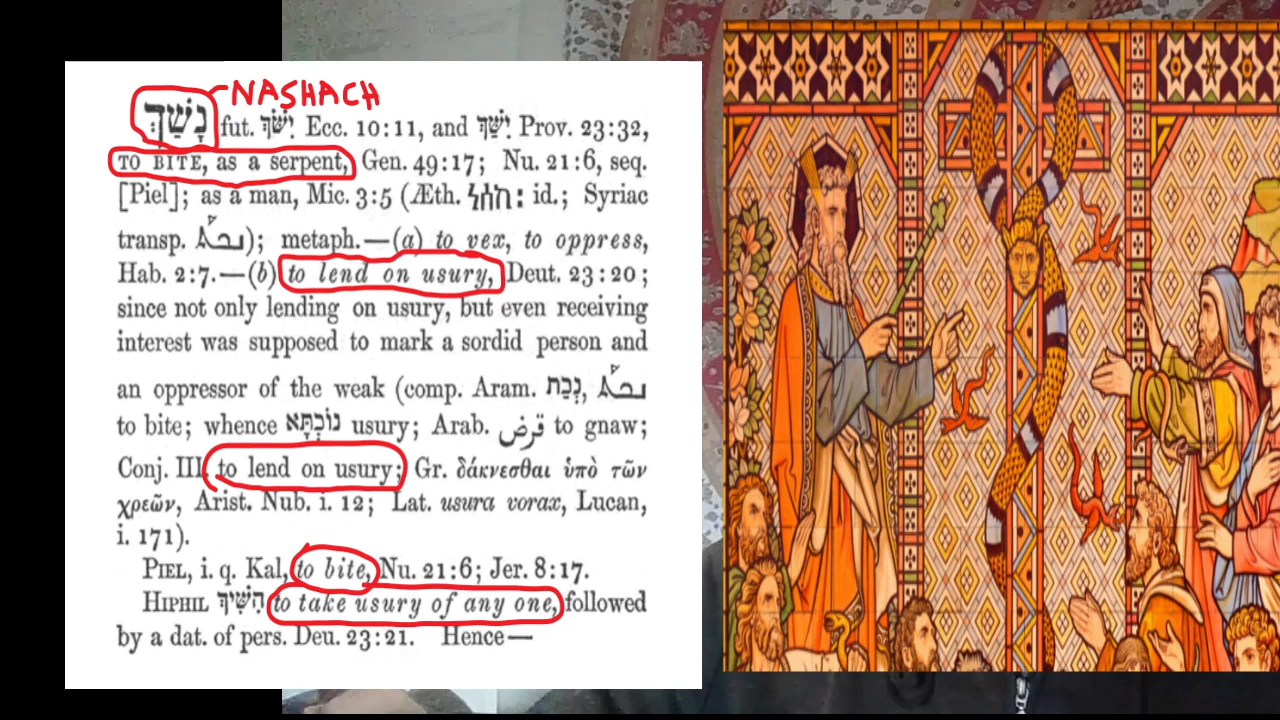 NASHACH
נָשַׁךְ fut. יִשֹּׁךְ Ecc. 10:11, and יִשַּׁךְ Prov. 23:32,
TO BITE, as a serpent, Gen. 49:17; Nu. 21:6, seq.
[Piel]; as a man, Mic. 3:5 (Æth. id.; Syriac
transp.); metaph.—(a) to vex, to oppress,
Hab. 2:7.—(b) to lend on usury, Deut. 23:20;
since not only lending on usury, but even receiving
interest was supposed to mark a sordid person and
an oppressor of the weak (comp. Aram. נְכַת,
to bite; whence נוֹכְתָא usury; Arab. قرض to gnaw;
Conj. III. to lend on usury; Gr. δάκνεσθαι ὑπὸ τῶν
χρεῶν, Arist. Nub. i. 12; Lat. usura vorax, Lucan,
i. 171).
PIEL, i. q. Kal, to bite, Nu. 21:6; Jer. 8:17.
HIPHIL הִשִּׁיךְ to take usury of any one, followed
by a dat. of pers. Deu. 23:21. Hence—